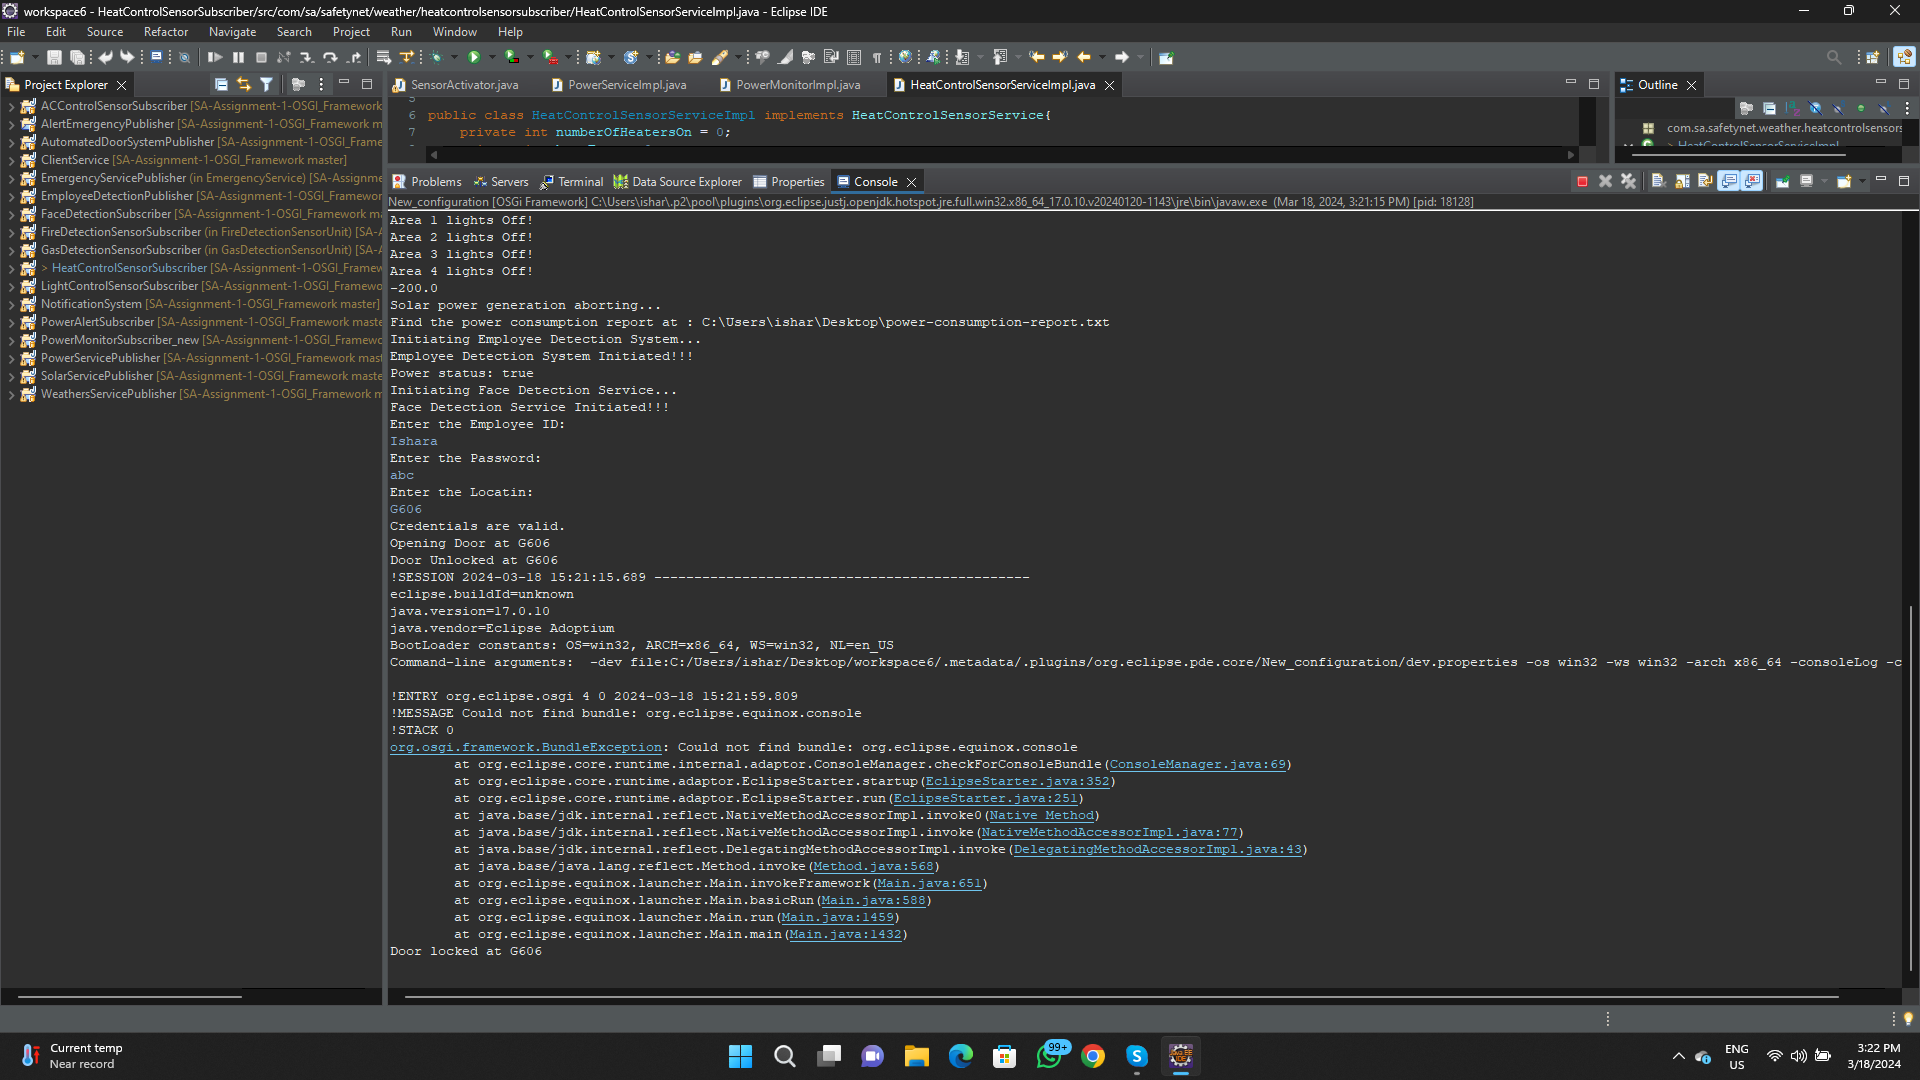 workspace6 - HeatControlSensorSubscriber/src/com/sa/safetynet/weather/heatcontrolsensorsubscriber/HeatControlSensorServiceImpl.java - Eclipse IDE
File Edit Source Refactor Navigate Search Project Run Window Help
Project Explorer
ACControlSensorSubscriber [SA-Assignment-1-OSGI_Framework
AlertEmergencyPublisher [SA-Assignment-1-OSGI_Framework m
AutomatedDoorSystemPublisher [SA-Assignment-1-OSGI_Frame
ClientService [SA-Assignment-1-OSGI_Framework master]
EmergencyServicePublisher (in EmergencyService) [SA-Assignme
EmployeeDetectionPublisher [SA-Assignment-1-OSGI_Framewor
FaceDetectionSubscriber [SA-Assignment-1-OSGI_Framework m
FireDetectionSensorSubscriber (in FireDetectionSensorUnit) [SA-
GasDetectionSensorSubscriber (in GasDetectionSensorUnit) [SA-
> HeatControlSensorSubscriber [SA-Assignment-1-OSGI_Framew
LightControlSensorSubscriber [SA-Assignment-1-OSGI_Framewo
NotificationSystem [SA-Assignment-1-OSGI_Framework master]
PowerAlertSubscriber [SA-Assignment-1-OSGI_Framework maste
PowerMonitorSubscriber_new [SA-Assignment-1-OSGI_Framewo
PowerServicePublisher [SA-Assignment-1-OSGI_Framework mast
SolarServicePublisher [SA-Assignment-1-OSGI_Framework maste
WeathersServicePublisher [SA-Assignment-1-OSGI_Framework m
SensorActivator.java PowerServiceImpl.java PowerMonitorImpl.java HeatControlSensorServiceImpl.java
6 public class HeatControlSensorServiceImpl implements HeatControlSensorService{
7 private int numberOfHeatersOn = 0;
Outline
com.sa.safetynet.weather.heatcontrolsensors
> HeatControlSensorServiceImpl
Problems Servers Terminal Data Source Explorer Properties Console
New_configuration [OSGi Framework] C:\Users\ishar\.p2\pool\plugins\org.eclipse.justj.openjdk.hotspot.jre.full.win32.x86_64_17.0.10.v20240120-1143\jre\bin\javaw.exe (Mar 18, 2024, 3:21:15 PM) [pid: 18128]
Area 1 lights Off!
Area 2 lights Off!
Area 3 lights Off!
Area 4 lights Off!
-200.0
Solar power generation aborting...
Find the power consumption report at : C:\Users\ishar\Desktop\power-consumption-report.txt
Initiating Employee Detection System...
Employee Detection System Initiated!!!
Power status: true
Initiating Face Detection Service...
Face Detection Service Initiated!!!
Enter the Employee ID:
Ishara
Enter the Password:
abc
Enter the Locatin:
G606
Credentials are valid.
Opening Door at G606
Door Unlocked at G606
!SESSION 2024-03-18 15:21:15.689 -----------------------------------------------
eclipse.buildId=unknown
java.version=17.0.10
java.vendor=Eclipse Adoptium
BootLoader constants: OS=win32, ARCH=x86_64, WS=win32, NL=en_US
Command-line arguments:  -dev file:C:/Users/ishar/Desktop/workspace6/.metadata/.plugins/org.eclipse.pde.core/New_configuration/dev.properties -os win32 -ws win32 -arch x86_64 -consoleLog -c
!ENTRY org.eclipse.osgi 4 0 2024-03-18 15:21:59.809
!MESSAGE Could not find bundle: org.eclipse.equinox.console
!STACK 0
org.osgi.framework.BundleException: Could not find bundle: org.eclipse.equinox.console
at org.eclipse.core.runtime.internal.adaptor.ConsoleManager.checkForConsoleBundle(ConsoleManager.java:69)
at org.eclipse.core.runtime.adaptor.EclipseStarter.startup(EclipseStarter.java:352)
at org.eclipse.core.runtime.adaptor.EclipseStarter.run(EclipseStarter.java:251)
at java.base/jdk.internal.reflect.NativeMethodAccessorImpl.invoke0(Native Method)
at java.base/jdk.internal.reflect.NativeMethodAccessorImpl.invoke(NativeMethodAccessorImpl.java:77)
at java.base/jdk.internal.reflect.DelegatingMethodAccessorImpl.invoke(DelegatingMethodAccessorImpl.java:43)
at java.base/java.lang.reflect.Method.invoke(Method.java:568)
at org.eclipse.equinox.launcher.Main.invokeFramework(Main.java:651)
at org.eclipse.equinox.launcher.Main.basicRun(Main.java:588)
at org.eclipse.equinox.launcher.Main.run(Main.java:1459)
at org.eclipse.equinox.launcher.Main.main(Main.java:1432)
Door locked at G606
Current temp
Near record
99+
ENG
US
3:22 PM
3/18/2024